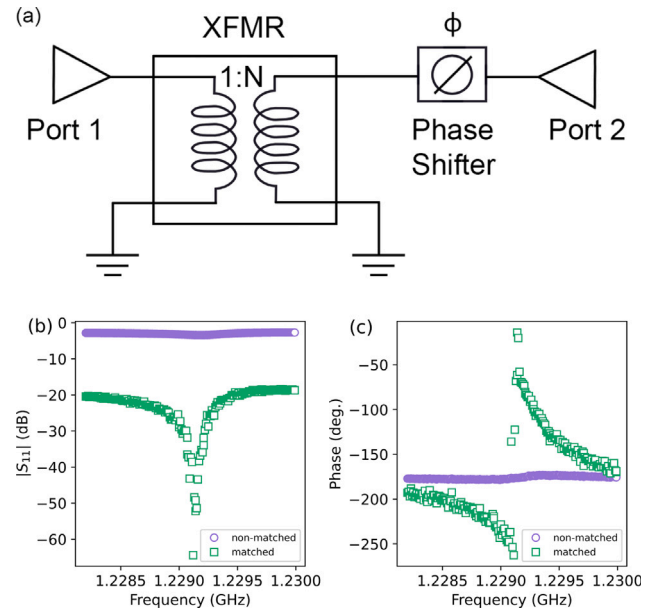 (a)
XFMR
ϕ
1:N
Port 1
Phase
Shifter
Port 2
(b)
0
−10
−20
−30
−40
−50
−60
|S11| (dB)
non-matched
matched
1.2285 1.2290 1.2295 1.2300
Frequency (GHz)
(c)
−50
−100
−150
−200
−250
Phase (deg.)
non-matched
matched
1.2285 1.2290 1.2295 1.2300
Frequency (GHz)